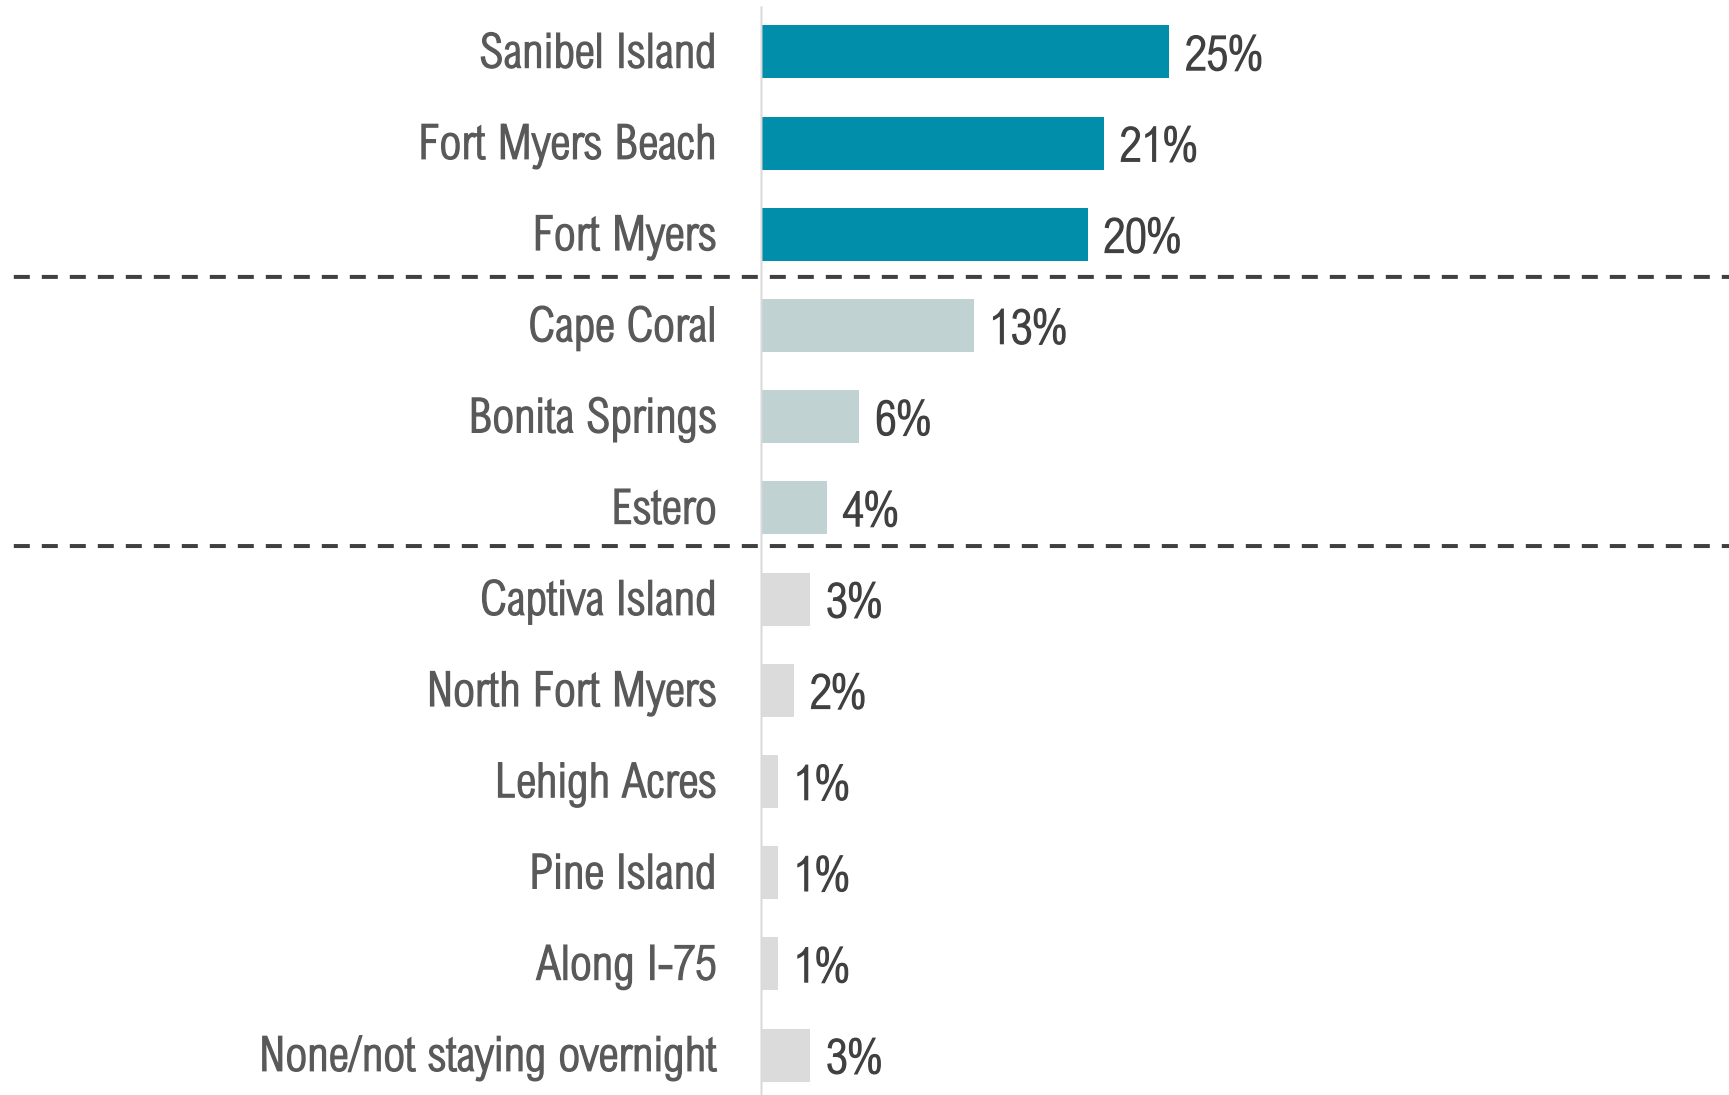 Sanibel Island 25%
Fort Myers Beach 21%
Fort Myers 20%
Cape Coral 13%
Bonita Springs 6%
Estero 4%
Captiva Island 3%
North Fort Myers 2%
Lehigh Acres 1%
Pine Island 1%
Along I-75 1%
None/not staying overnight 3%